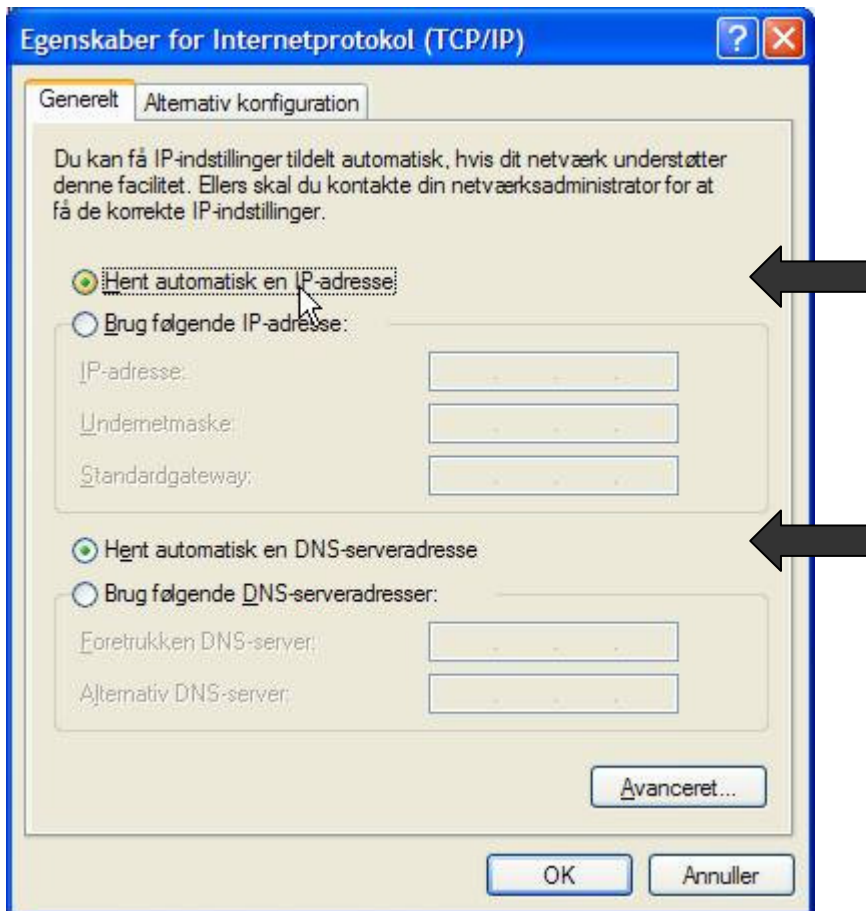 Egenskaber for Internetprotokol (TCP/IP)
Generelt
Alternativ konfiguration
Du kan få IP-indstillinger tildelt automatisk, hvis dit netværk understøtter
denne facilitet. Ellers skal du kontakte din netværksadministrator for at
få de korrekte IP-indstillinger.
Hent automatisk en IP-adresse
Brug følgende IP-adresse:
IP-adresse:
Undernetmaske:
Standardgateway:
Hent automatisk en DNS-serveradresse
Brug følgende DNS-serveradresser:
Foretrukken DNS-server:
Alternativ DNS-server:
Avanceret...
OK
Annuller